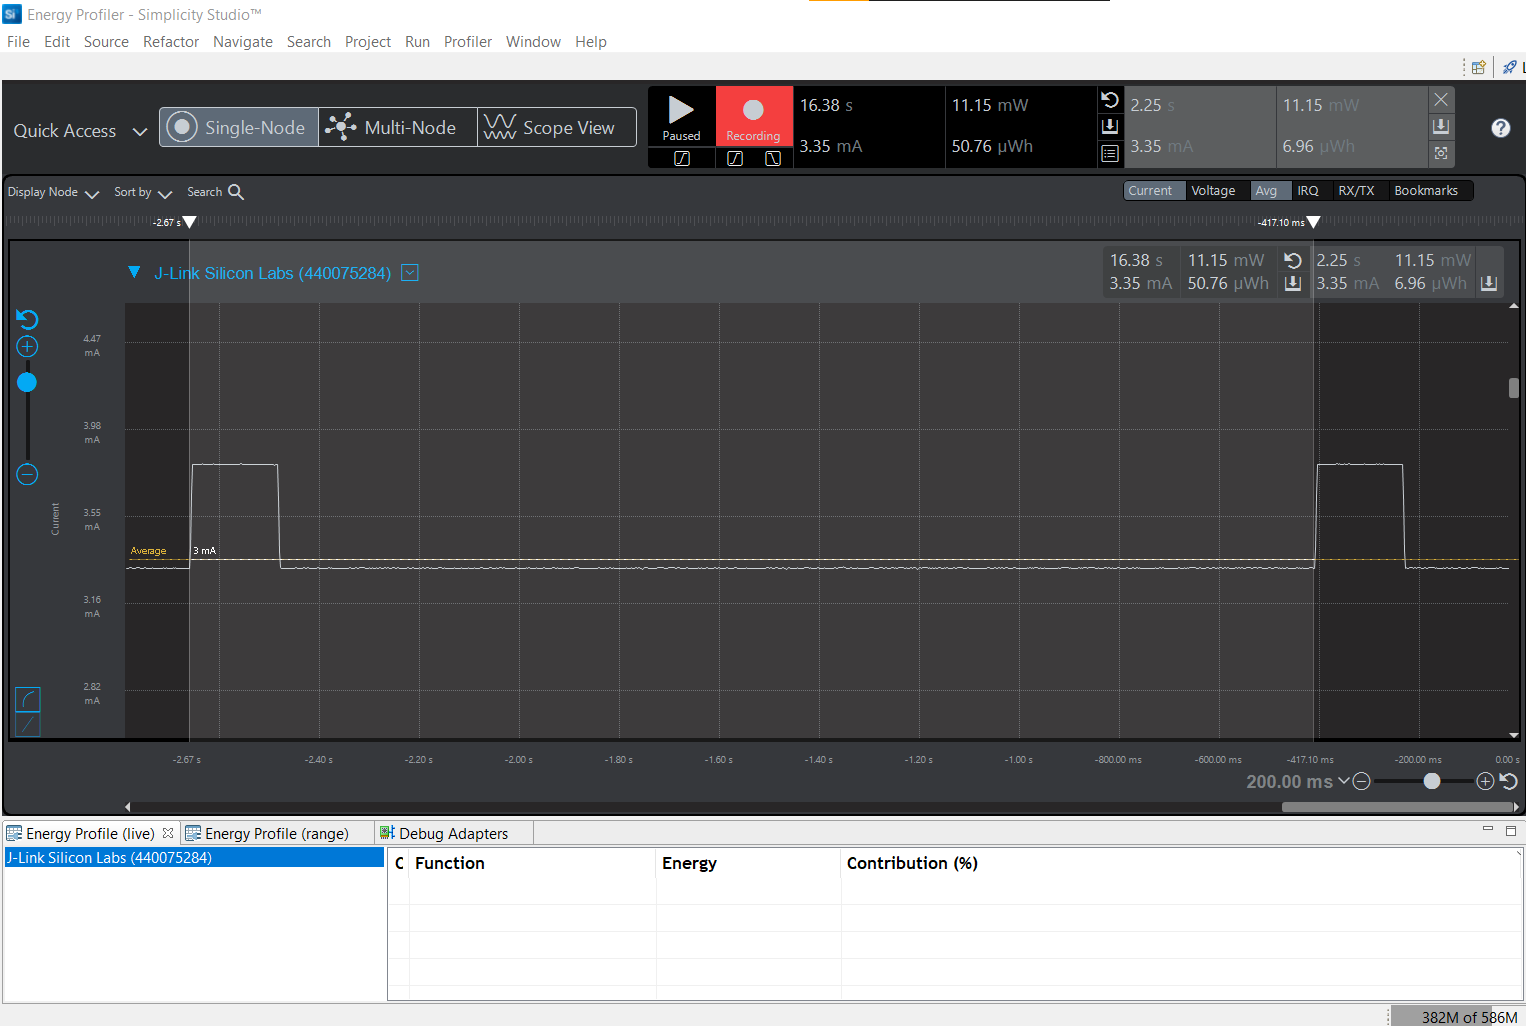 Energy Profiler - Simplicity Studio™
File Edit Source Refactor Navigate Search Project Run Profiler Window Help
Quick Access
Single-Node
Multi-Node
Scope View
Paused
Recording
16.38 s
3.35 mA
11.15 mW
50.76 µWh
2.25 s
3.35 mA
11.15 mW
6.96 µWh
Display Node
Sort by
Search
Current Voltage Avg IRQ RX/TX Bookmarks
-2.67 s
-417.10 ms
J-Link Silicon Labs (440075284)
16.38 s 11.15 mW
3.35 mA 50.76 µWh
2.25 s 11.15 mW
3.35 mA 6.96 µWh
4.47
mA
3.98
mA
3.55
mA
3.16
mA
2.82
mA
Current
Average
3 mA
-2.67 s -2.40 s -2.20 s -2.00 s -1.80 s -1.60 s -1.40 s -1.20 s -1.00 s -800.00 ms -600.00 ms -417.10 ms -200.00 ms 0.00 s
200.00 ms
Energy Profile (live)
Energy Profile (range)
Debug Adapters
J-Link Silicon Labs (440075284)
C Function Energy Contribution (%)
382M of 586M